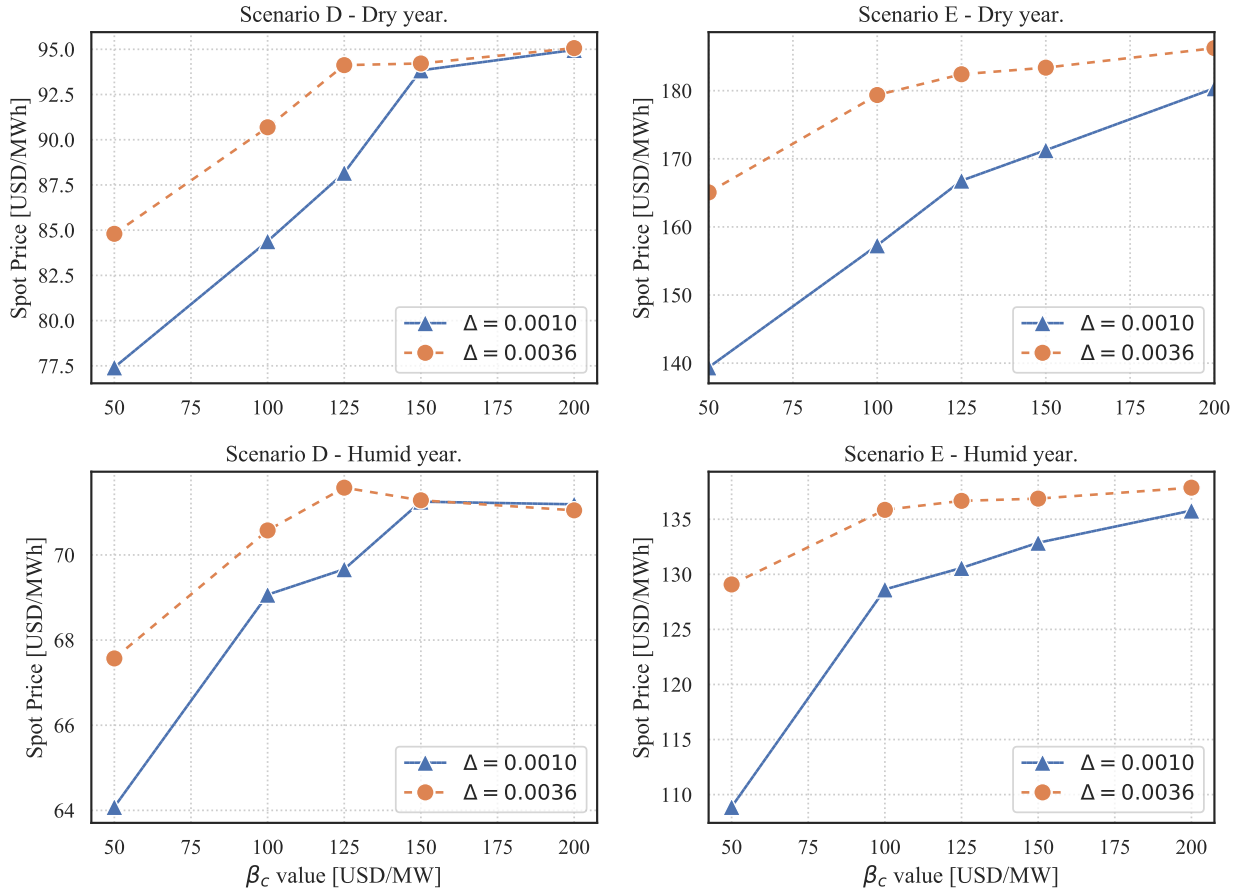 Scenario D - Dry year.
Spot Price [USD/MWh]
95.0
92.5
90.0
87.5
85.0
82.5
80.0
77.5
50 75 100 125 150 175 200
Δ = 0.0010
Δ = 0.0036
Scenario E - Dry year.
Spot Price [USD/MWh]
180
170
160
150
140
50 75 100 125 150 175 200
Δ = 0.0010
Δ = 0.0036
Scenario D - Humid year.
Spot Price [USD/MWh]
70
68
66
64
50 75 100 125 150 175 200
β_c value [USD/MW]
Δ = 0.0010
Δ = 0.0036
Scenario E - Humid year.
Spot Price [USD/MWh]
135
130
125
120
115
110
50 75 100 125 150 175 200
β_c value [USD/MW]
Δ = 0.0010
Δ = 0.0036